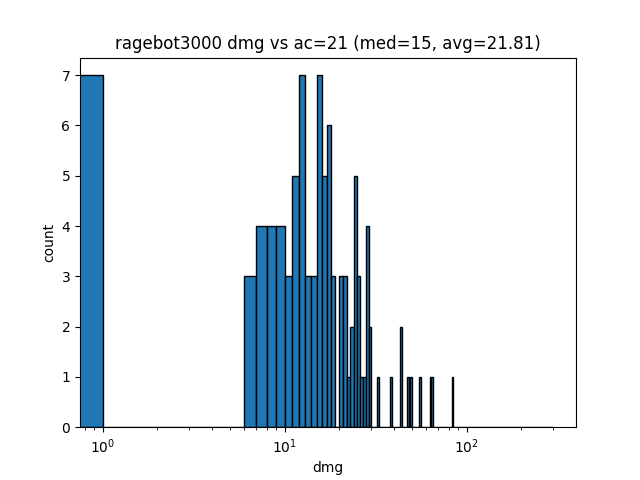 ragebot3000 dmg vs ac=21 (med=15, avg=21.81)
7
6
5
4
3
2
1
0
count
10⁰ 10¹ 10²
dmg